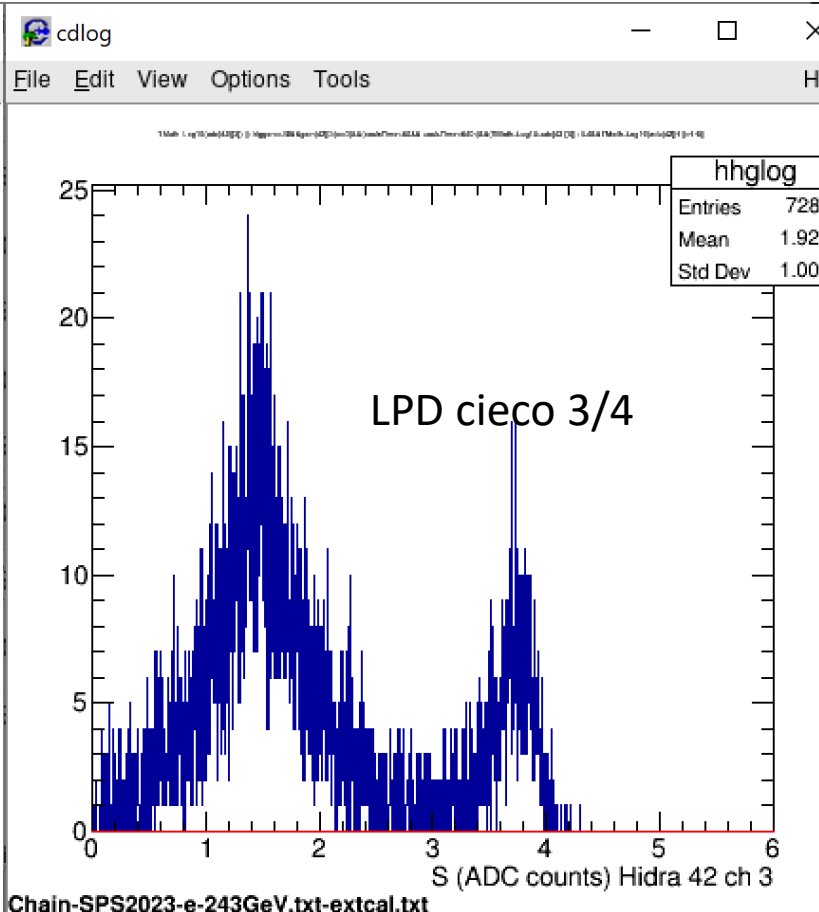 cdlog
File Edit View Options Tools H
hhglog
Entries 728
Mean 1.92
Std Dev 1.00
25
20
LPD cieco 3/4
15
10
5
0
0 1 2 3 4 5 6
S (ADC counts) Hidra 42 ch 3
Chain-SPS2023-e-243GeV.txt-extcal.txt